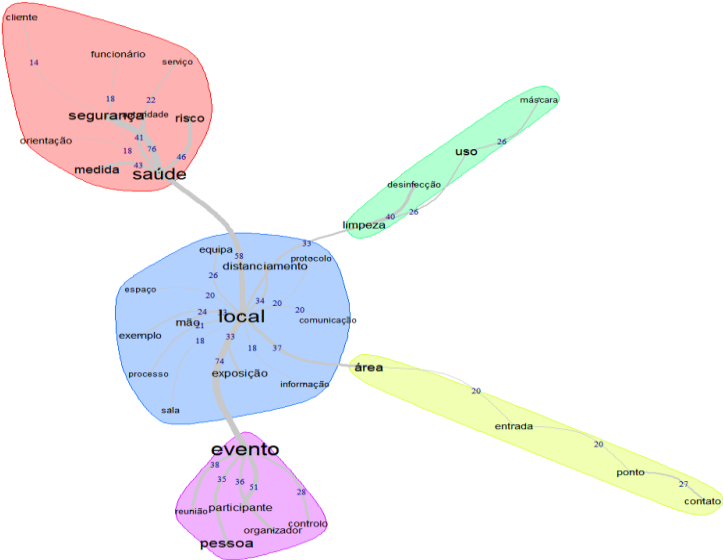 cliente
14
funcionário
serviço
18
22
segurança
risco
orientação
41
18
76
46
medida
43
saúde
máscara
26
uso
desinfecção
40
26
limpeza
33
equipa
58
protocolo
distanciamento
26
espaço
20
34
20
24
20
local
mão
comunicação
21
exemplo
18
33
18
37
74
processo
exposição
informação
sala
área
20
entrada
20
ponto
27
contato
evento
38
35
36
51
28
reunião
participante
controlo
organizador
pessoa